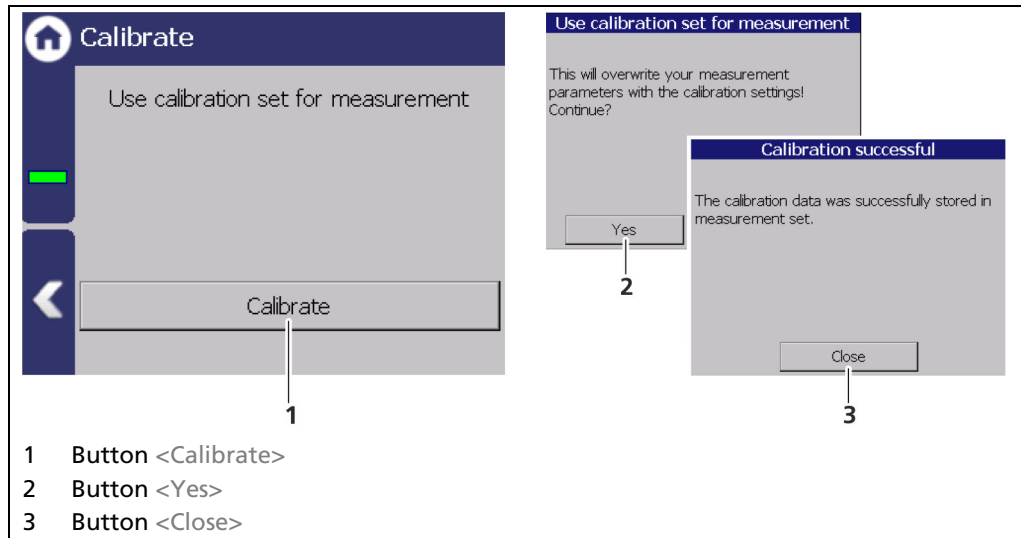 Calibrate
Use calibration set for measurement
Calibrate
1
Use calibration set for measurement
This will overwrite your measurement
parameters with the calibration settings!
Continue?
Yes
2
Calibration successful
The calibration data was successfully stored in
measurement set.
Close
3
1 Button <Calibrate>
2 Button <Yes>
3 Button <Close>